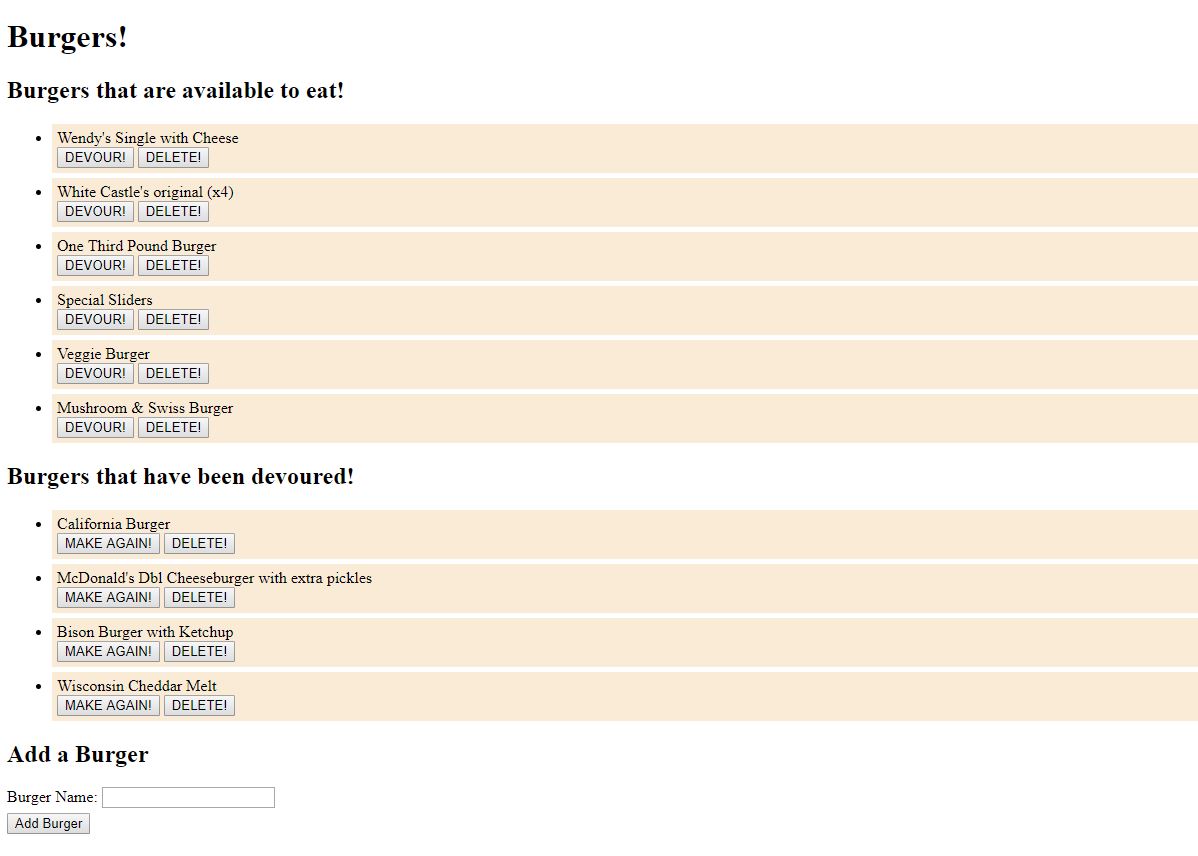 Burgers!
Burgers that are available to eat!
Wendy's Single with Cheese
DEVOUR! DELETE!
White Castle's original (x4)
DEVOUR! DELETE!
One Third Pound Burger
DEVOUR! DELETE!
Special Sliders
DEVOUR! DELETE!
Veggie Burger
DEVOUR! DELETE!
Mushroom & Swiss Burger
DEVOUR! DELETE!
Burgers that have been devoured!
California Burger
MAKE AGAIN! DELETE!
McDonald's Dbl Cheeseburger with extra pickles
MAKE AGAIN! DELETE!
Bison Burger with Ketchup
MAKE AGAIN! DELETE!
Wisconsin Cheddar Melt
MAKE AGAIN! DELETE!
Add a Burger
Burger Name:
Add Burger